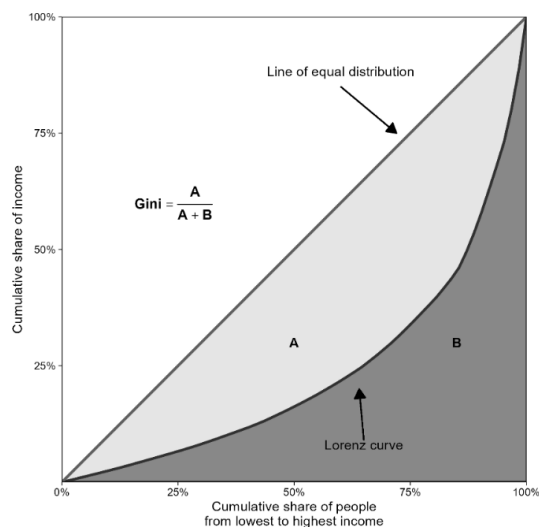 100%
75%
50%
25%
Cumulative share of income
Line of equal distribution
Gini = A / A + B
A
B
Lorenz curve
0%
25%
50%
75%
100%
Cumulative share of people
from lowest to highest income